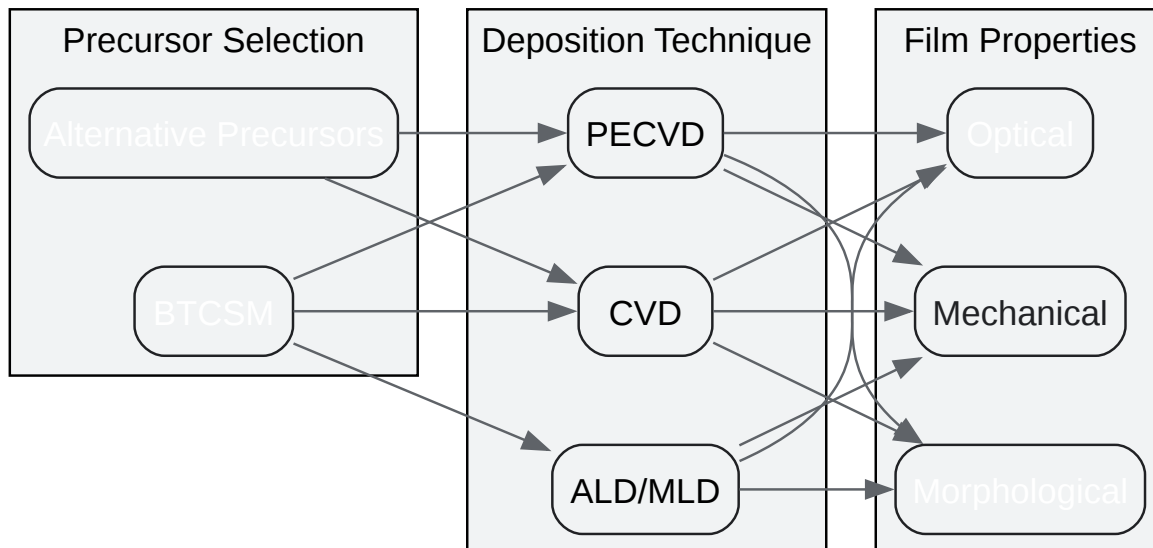 Precursor Selection
Alternative Precursors
BTCSM
Deposition Technique
PECVD
CVD
ALD/MLD
Film Properties
Optical
Mechanical
Morphological